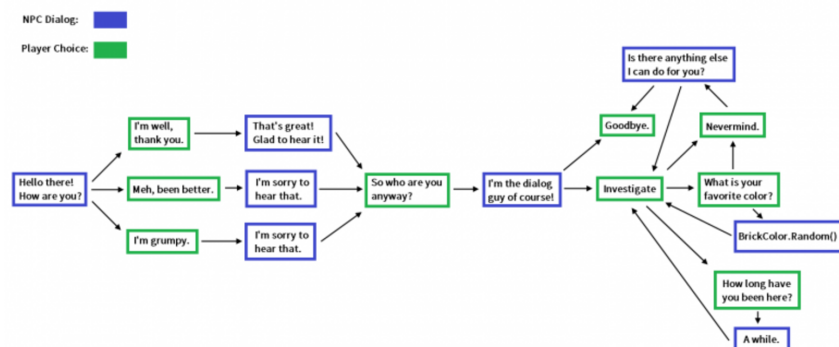 NPC Dialog:
Player Choice:
Is there anything else
I can do for you?
I'm well,
thank you.
That's great!
Glad to hear it!
Goodbye.
Nevermind.
Hello there!
How are you?
Meh, been better.
I'm sorry to
hear that.
So who are you
anyway?
I'm the dialog
guy of course!
Investigate
What is your
favorite color?
I'm grumpy.
I'm sorry to
hear that.
BrickColor.Random()
How long have
you been here?
A while.